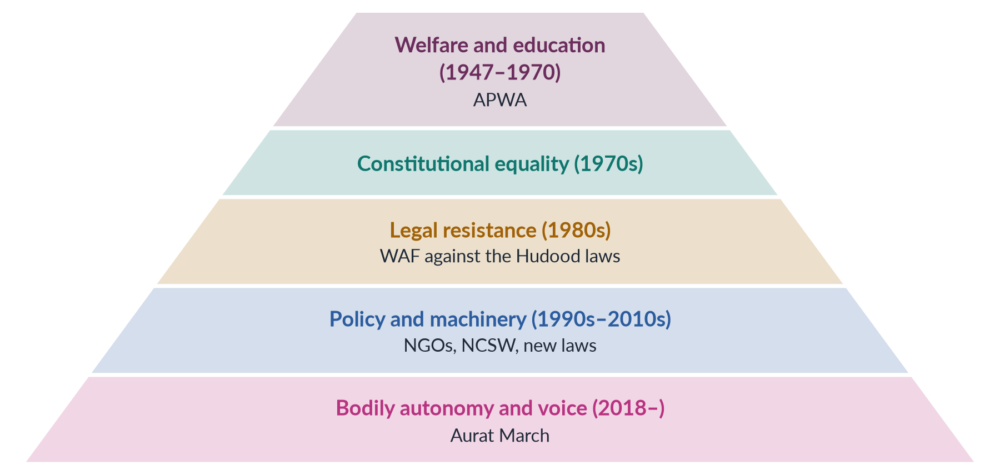 Welfare and education
(1947–1970)
APWA
Constitutional equality (1970s)
Legal resistance (1980s)
WAF against the Hudood laws
Policy and machinery (1990s–2010s)
NGOs, NCSW, new laws
Bodily autonomy and voice (2018–)
Aurat March